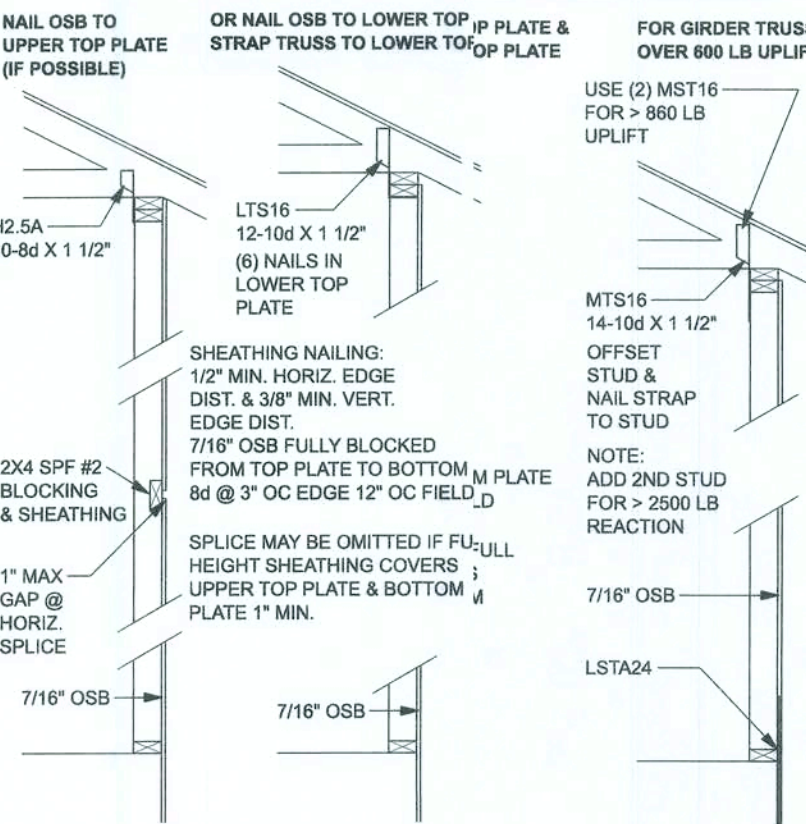 NAIL OSB TO
UPPER TOP PLATE
(IF POSSIBLE)
H2.5A
0-8d X 1 1/2"
2X4 SPF #2
BLOCKING
& SHEATHING
1" MAX
GAP @
HORIZ.
SPLICE
7/16" OSB
OR NAIL OSB TO LOWER TOP
STRAP TRUSS TO LOWER TOP
LTS16
12-10d X 1 1/2"
(6) NAILS IN
LOWER TOP
PLATE
SHEATHING NAILING:
1/2" MIN. HORIZ. EDGE
DIST. & 3/8" MIN. VERT.
EDGE DIST.
7/16" OSB FULLY BLOCKED
FROM TOP PLATE TO BOTTOM
8d @ 3" OC EDGE 12" OC FIELD
SPLICE MAY BE OMITTED IF FU
HEIGHT SHEATHING COVERS
UPPER TOP PLATE & BOTTOM
PLATE 1" MIN.
7/16" OSB
OP PLATE &
OP PLATE
M PLATE
LD
FULL
S
M
FOR GIRDER TRUSS
OVER 600 LB UPLIF
USE (2) MST16
FOR > 860 LB
UPLIFT
MTS16
14-10d X 1 1/2"
OFFSET
STUD &
NAIL STRAP
TO STUD
NOTE:
ADD 2ND STUD
FOR > 2500 LB
REACTION
7/16" OSB
LSTA24